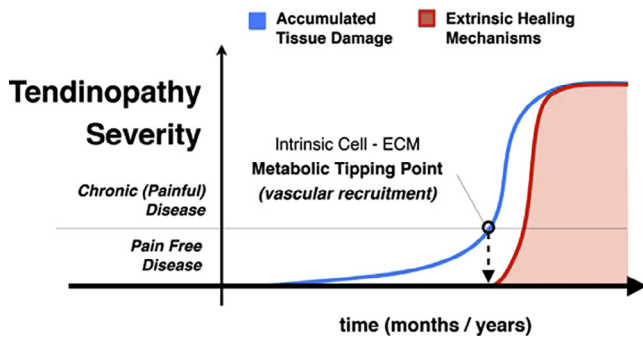 Accumulated
Tissue Damage
Extrinsic Healing
Mechanisms
Tendinopathy
Severity
Intrinsic Cell - ECM
Metabolic Tipping Point
(vascular recruitment)
Chronic (Painful)
Disease
Pain Free
Disease
time (months / years)